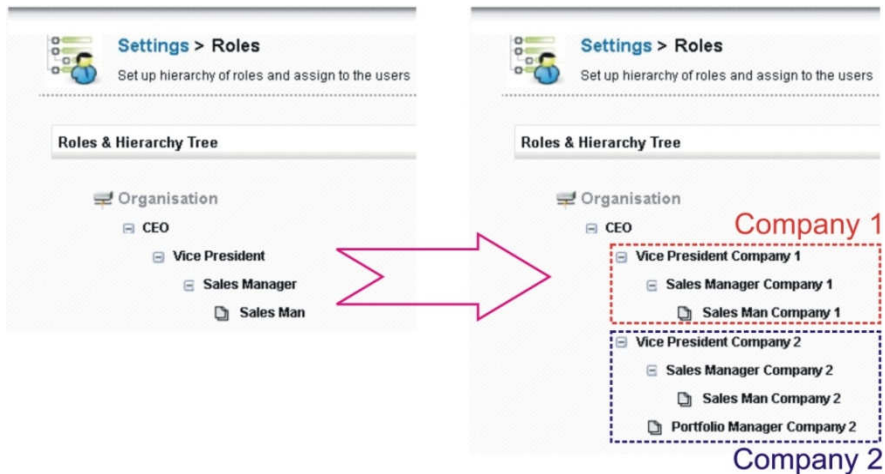 Settings > Roles
Set up hierarchy of roles and assign to the users
Roles & Hierarchy Tree
Organisation
CEO
Vice President
Sales Manager
Sales Man
Settings > Roles
Set up hierarchy of roles and assign to the users
Roles & Hierarchy Tree
Organisation
CEO
Company 1
Vice President Company 1
Sales Manager Company 1
Sales Man Company 1
Vice President Company 2
Sales Manager Company 2
Sales Man Company 2
Portfolio Manager Company 2
Company 2